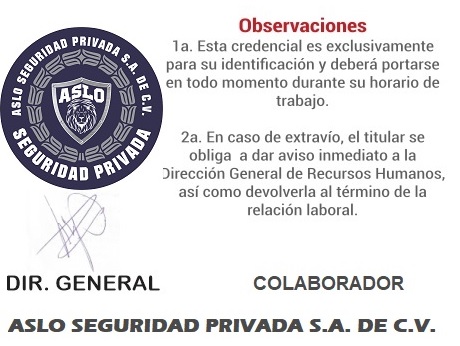 ASLO SEGURIDAD PRIVADA S.A. DE C.V.
ASLO
SEGURIDAD PRIVADA
DIR. GENERAL
Observaciones
1a. Esta credencial es exclusivamente
para su identificación y deberá portarse
en todo momento durante su horario de
trabajo.
2a. En caso de extravío, el titular se
obliga a dar aviso inmediato a la
Dirección General de Recursos Humanos,
así como devolverla al término de la
relación laboral.
COLABORADOR
ASLO SEGURIDAD PRIVADA S.A. DE C.V.